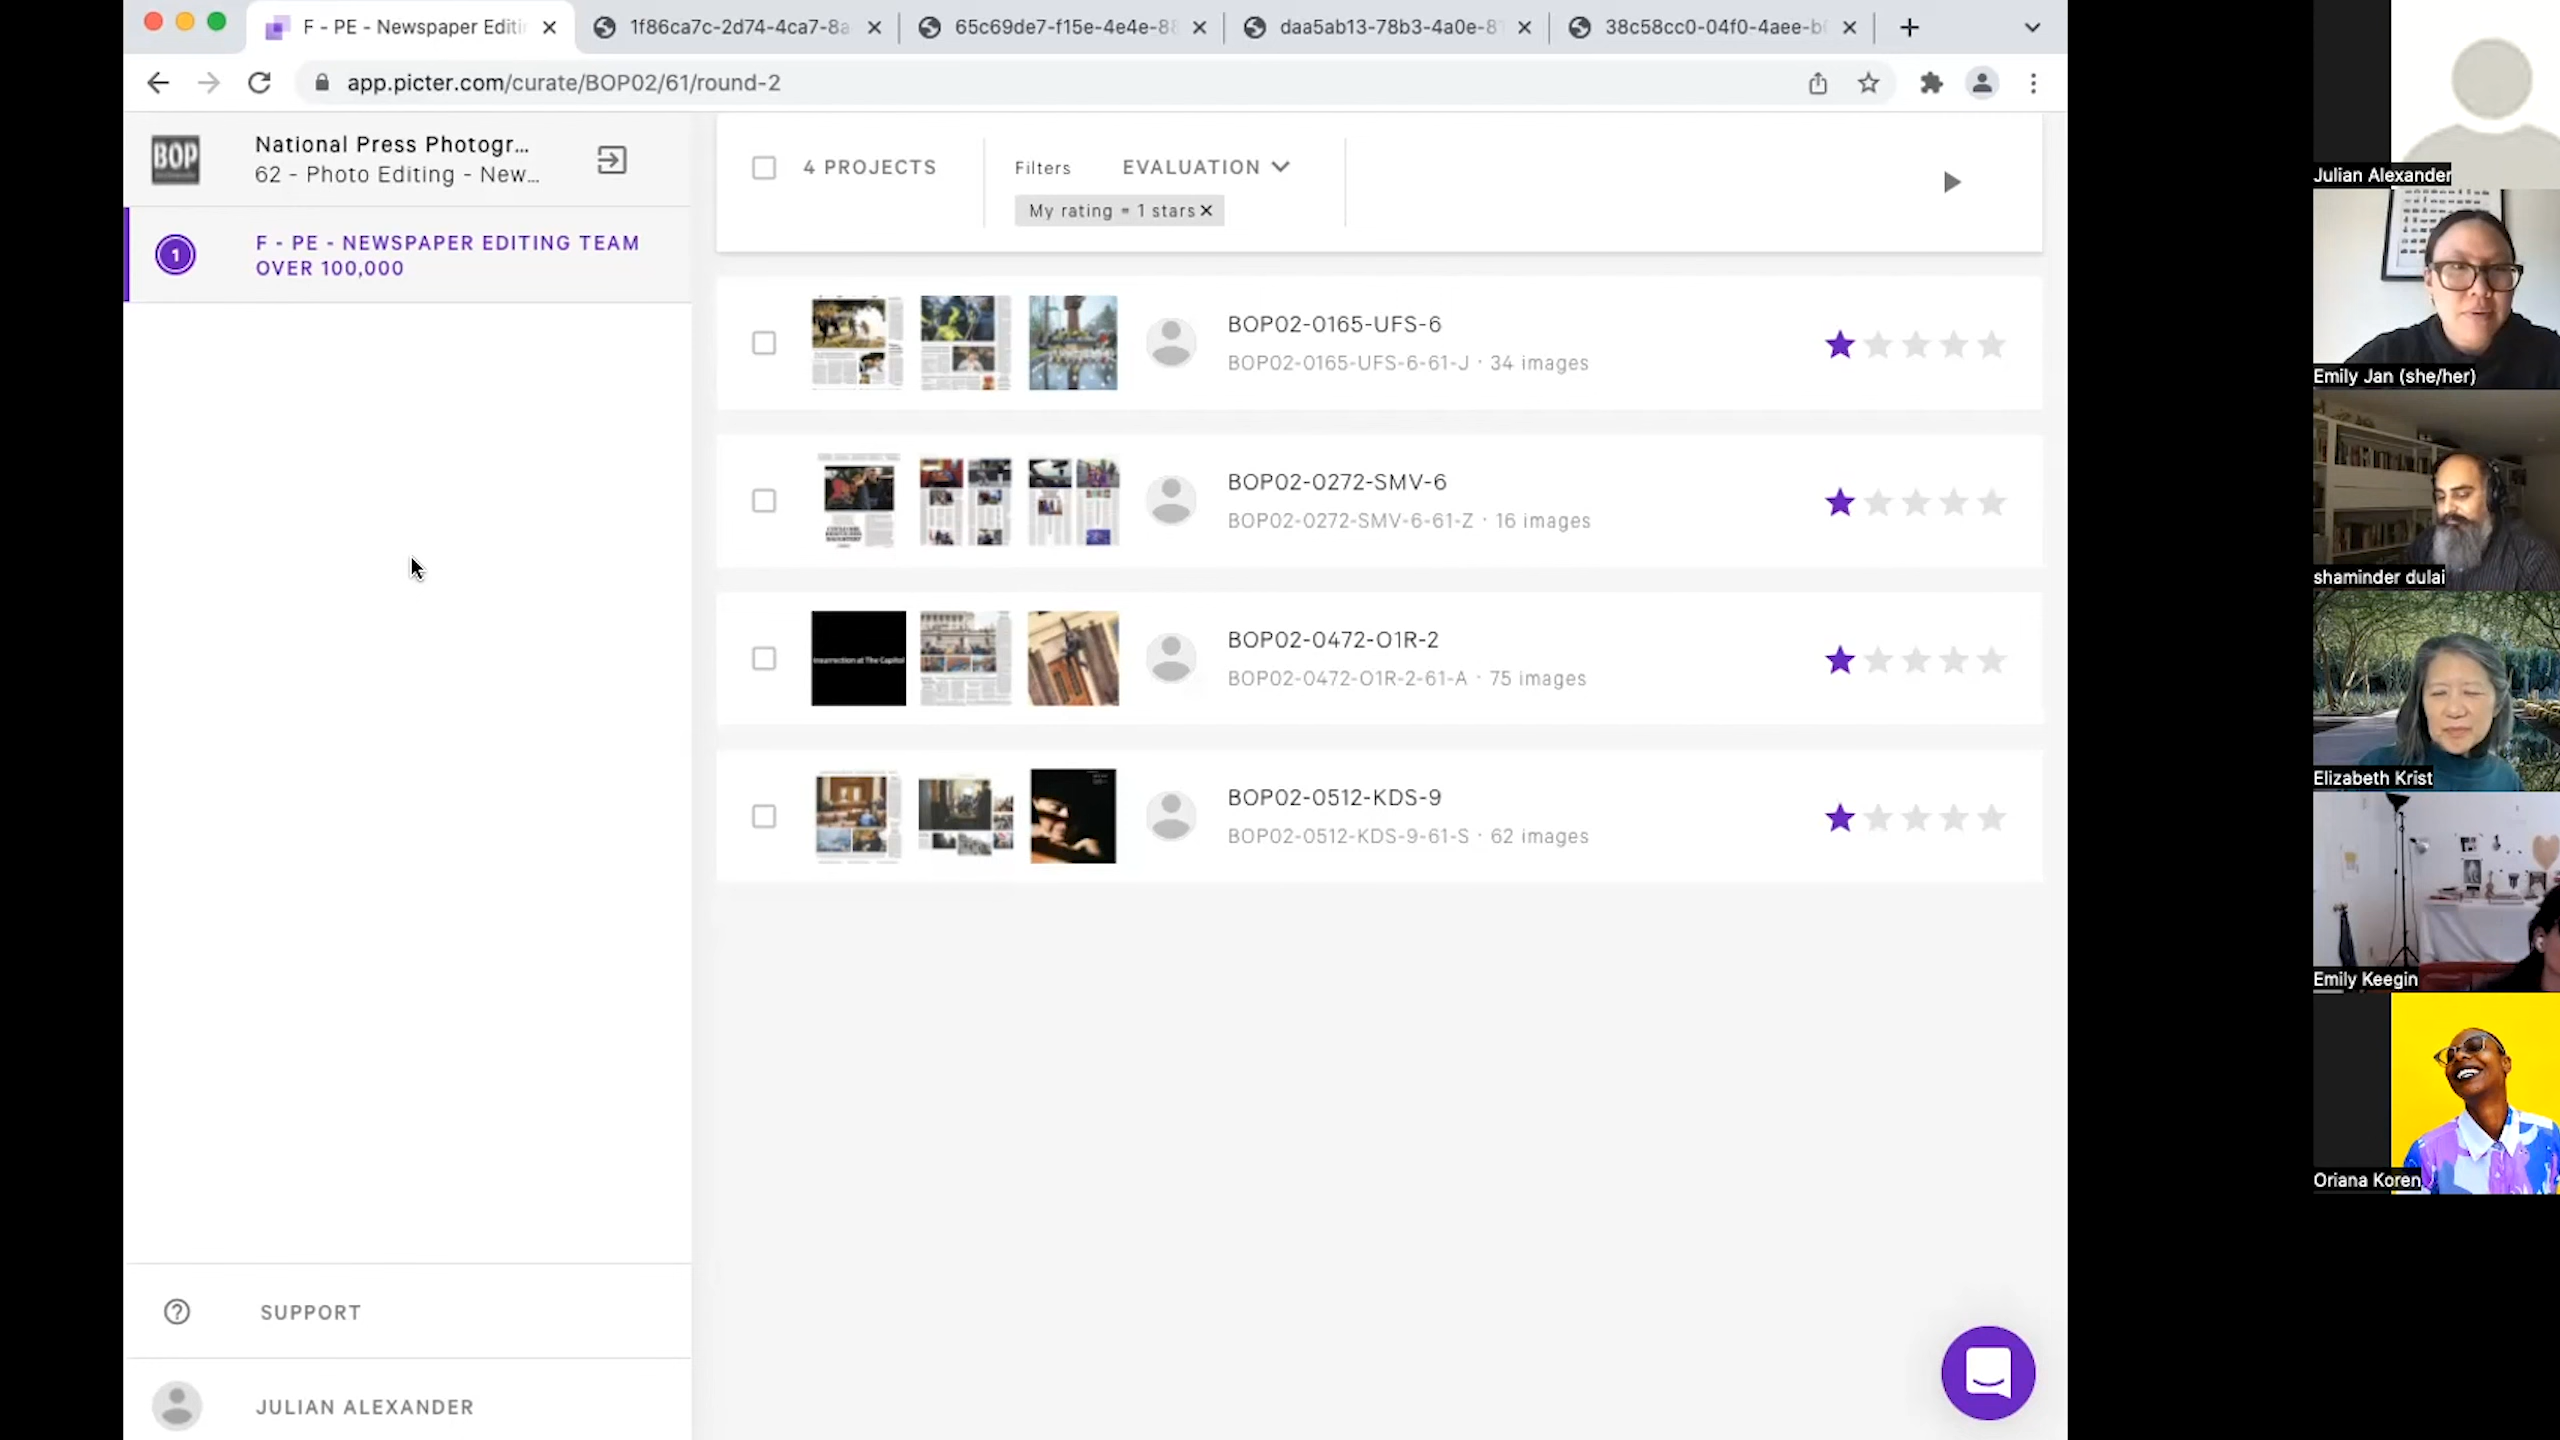 F - PE - Newspaper Editi
1f86ca7c-2d74-4ca7-8a
65c69de7-f15e-4e4e-88
daa5ab13-78b3-4a0e-8
38c58cc0-04f0-4aee-b
app.picter.com/curate/BOP02/61/round-2
BOP
National Press Photogr...
62 - Photo Editing - New...
1
F - PE - NEWSPAPER EDITING TEAM
OVER 100,000
4 PROJECTS
Filters
EVALUATION
My rating = 1 stars
BOP02-0165-UFS-6
BOP02-0165-UFS-6-61-J · 34 images
BOP02-0272-SMV-6
BOP02-0272-SMV-6-61-Z · 16 images
Insurrection at The Capitol
BOP02-0472-O1R-2
BOP02-0472-O1R-2-61-A · 75 images
BOP02-0512-KDS-9
BOP02-0512-KDS-9-61-S · 62 images
SUPPORT
JULIAN ALEXANDER
Julian Alexander
Emily Jan (she/her)
shaminder dulai
Elizabeth Krist
Emily Keegin
Oriana Koren